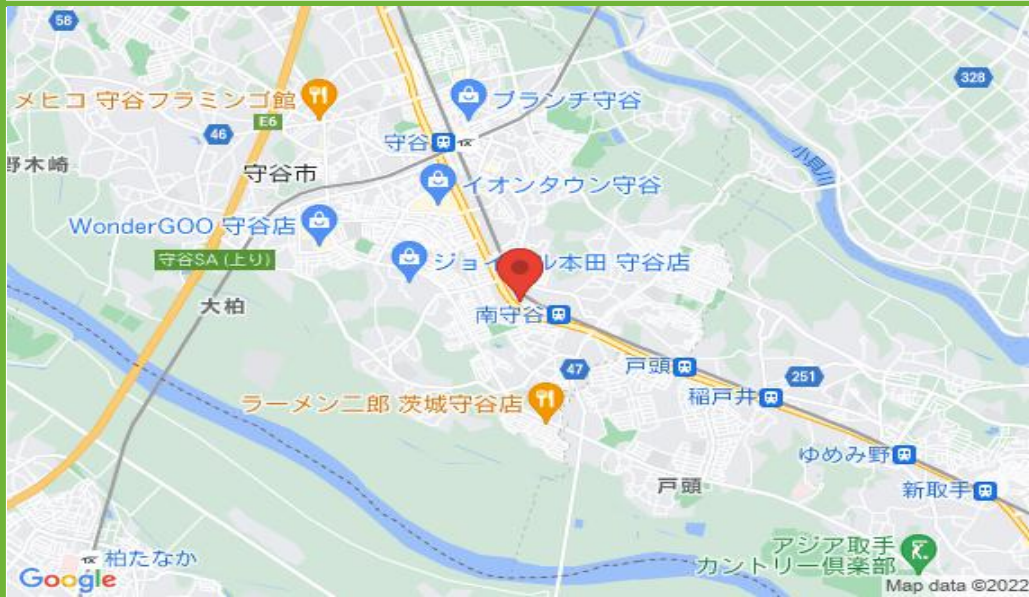 58
328
メヒコ 守谷フラミンゴ館
ブランチ守谷
E6
46
守谷
野木崎
守谷市
小貝川
イオンタウン守谷
WonderGOO 守谷店
守谷SA (上り)
ジョイ
ル本田 守谷店
大柏
南守谷
47
戸頭
251
稲戸井
ラーメン二郎 茨城守谷店
ゆめみ野
戸頭
新取手
柏たなか
アジア取手
カントリー倶楽部
Google
Map data ©2022